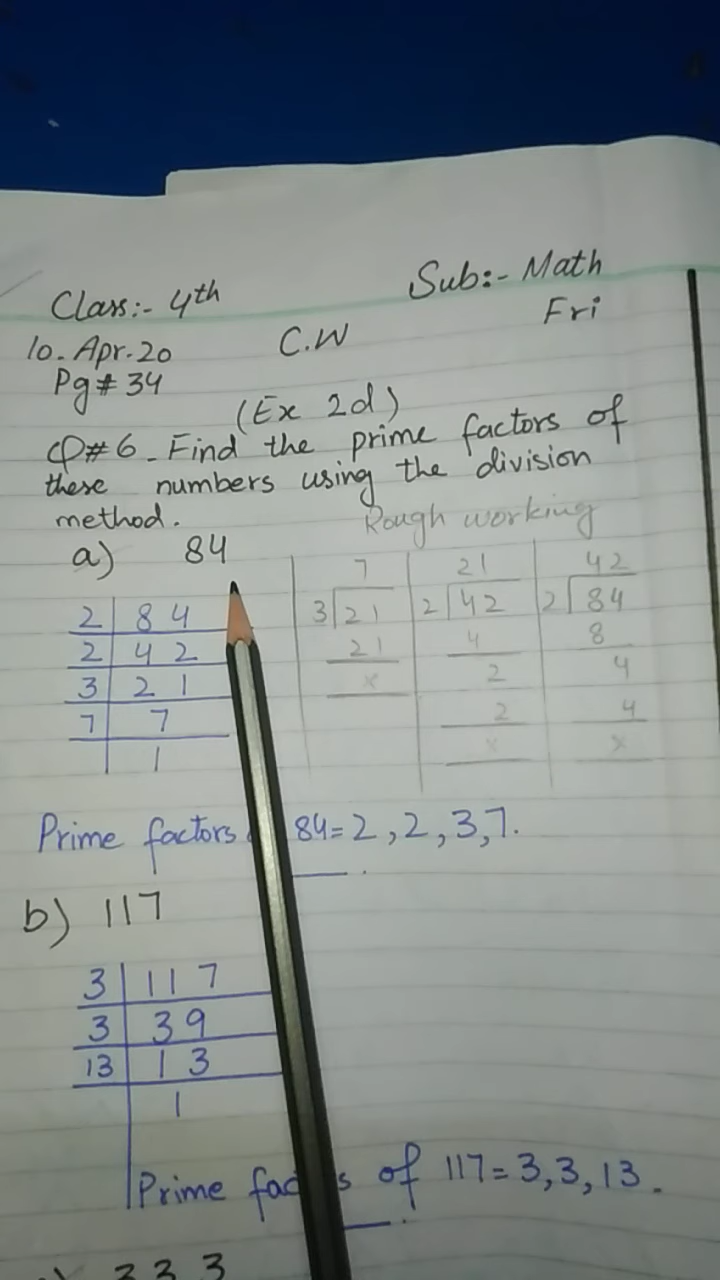 Class:- 4th Sub:- Math
10. Apr. 20 C.W Fri
Pg # 34
(Ex 2d)
Q# 6 - Find the prime factors of
these numbers using the division
method. Rough working
a) 84
7 21 42
3 21 2 42 2 84
21 4 8
x 2 4
2 4
x x
2 84
2 42
3 21
7 7
1
Prime factors 84 = 2, 2, 3, 7.
b) 117
3 117
3 39
13 13
1
Prime fac s of 117 = 3, 3, 13.
333